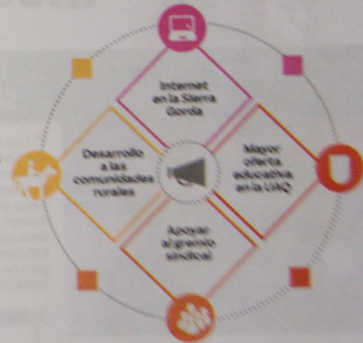 Internet
en la Sierra
Gorda
Desarrollo
a las
comunidades
rurales
Mayor
oferta
educativa
en la UAQ
Apoyar
al gremio
sindical